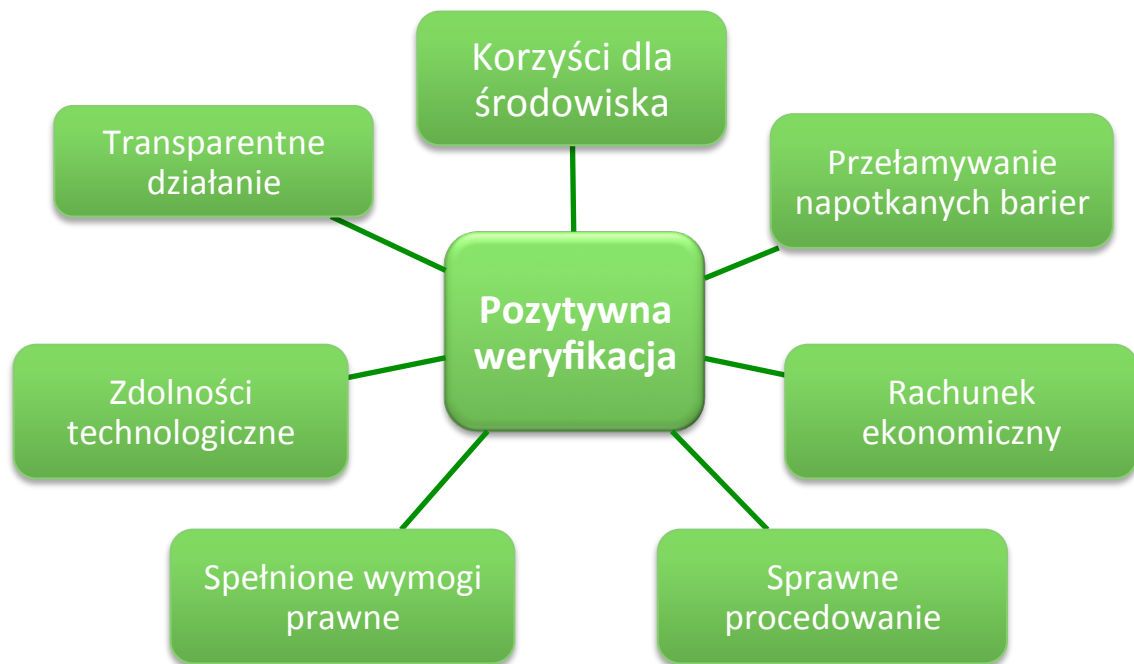 Korzyści dla
środowiska
Transparentne
działanie
Przełamywanie
napotkanych barier
Pozytywna
weryfikacja
Zdolności
technologiczne
Rachunek
ekonomiczny
Spełnione wymogi
prawne
Sprawne
procedowanie